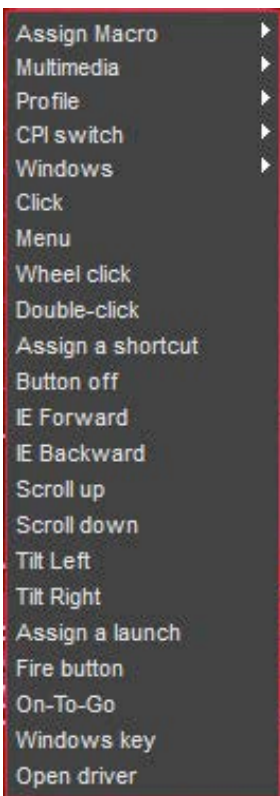 Assign Macro
Multimedia
Profile
CPI switch
Windows
Click
Menu
Wheel click
Double-click
Assign a shortcut
Button off
IE Forward
IE Backward
Scroll up
Scroll down
Tilt Left
Tilt Right
Assign a launch
Fire button
On-To-Go
Windows key
Open driver